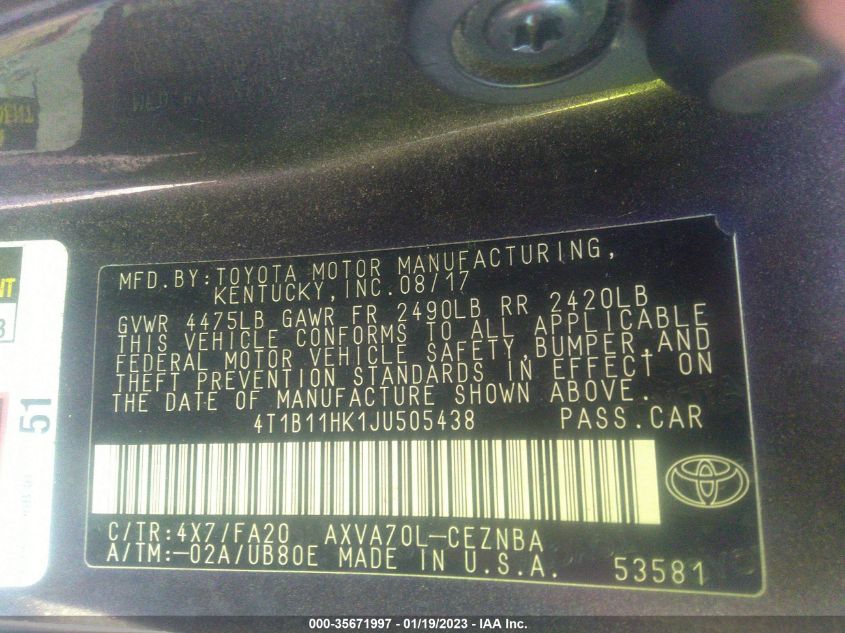 MFD.BY:TOYOTA MOTOR MANUFACTURING,
KENTUCKY,INC.08/17
GVWR 4475LB GAWR FR 2490LB RR 2420LB
THIS VEHICLE CONFORMS TO ALL APPLICABLE
FEDERAL MOTOR VEHICLE SAFETY,BUMPER,AND
THEFT PREVENTION STANDARDS IN EFFECT ON
THE DATE OF MANUFACTURE SHOWN ABOVE.
4T1B11HK1JU505438 PASS.CAR
C/TR:4X7/FA20 AXVA70L-CEZNBA
A/TM:-02A/UB80E MADE IN U.S.A. 53581
51
000-35671997 - 01/19/2023 - IAA Inc.